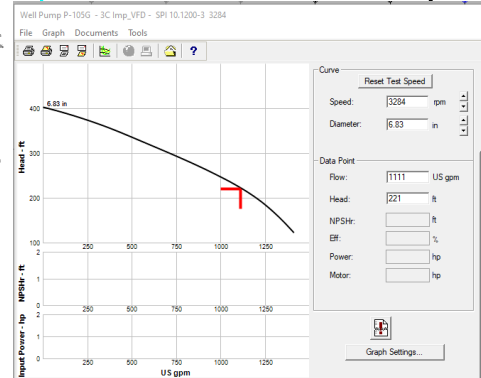 Well Pump P-105G - 3C Imp_VFD - SPI 10.1200-3 3284
File Graph Documents Tools
?
Curve
Reset Test Speed
Speed: 3284 rpm
Diameter: 6.83 in
Data Point
Flow: 1111 US gpm
Head: 221 ft
NPSHr: ft
Eff: %
Power: hp
Motor: hp
Graph Settings...
Head - ft
6.83 in
400
300
200
100
250 500 750 1000 1250
NPSHr - ft
2
1
0
250 500 750 1000 1250
Input Power - hp
2
1
0
250 500 750 1000 1250
US gpm